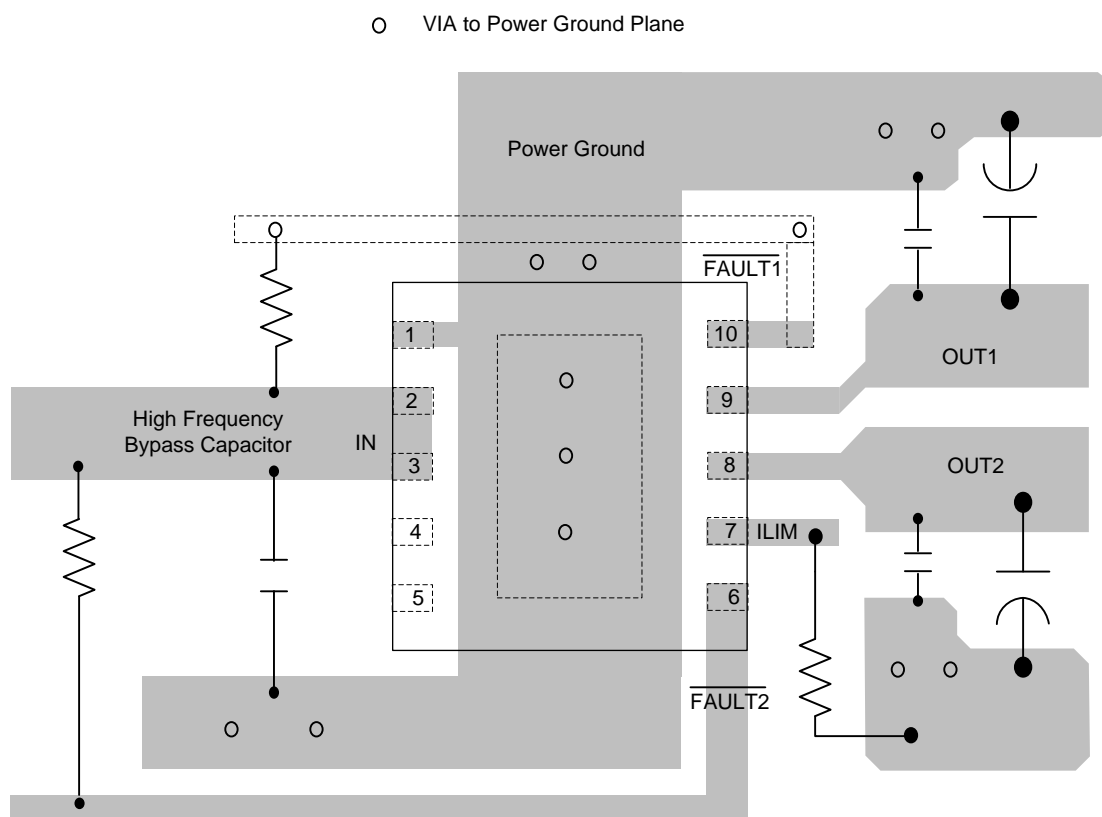 VIA to Power Ground Plane
Power Ground
FAULT1
1
10
2
9
OUT1
High Frequency
Bypass Capacitor
IN
3
8
OUT2
4
7
ILIM
5
6
FAULT2